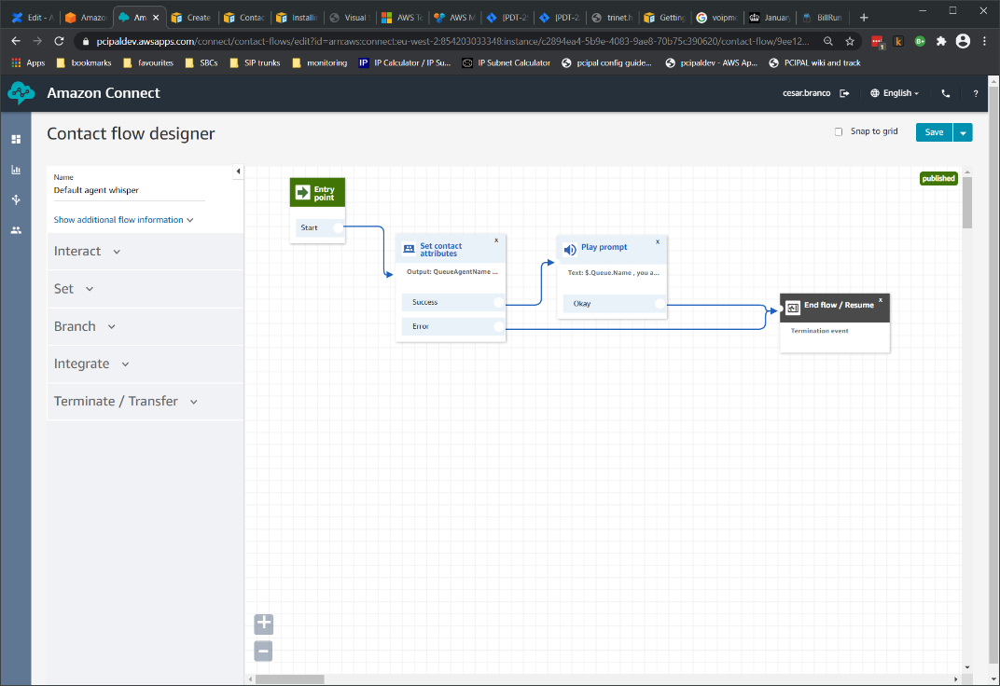 Edit - A
Amazo
Am
Create
Contac
Installin
Visual
AWS To
AWS M
[PDT-2
[PDT-2
trinet.h
Getting
voipmo
Januar
BillRun
pcipaldev.awsapps.com/connect/contact-flows/edit?id=arn:aws:connect:eu-west-2:854203033348:instance/c2894ea4-5b9e-4083-9ae8-70b75c390620/contact-flow/9ee12...
Apps
bookmarks
favourites
SBCs
SIP trunks
monitoring
IP
IP Calculator / IP Su...
IP Subnet Calculator
pcipal config guide...
pcipaldev - AWS Ap...
PCIPAL wiki and track
Amazon Connect
cesar.branco
English
?
Contact flow designer
Snap to grid
Save
Name
Default agent whisper
Show additional flow information
Interact
Set
Branch
Integrate
Terminate / Transfer
published
Entry
point
Start
Set contact
attributes
x
Output: QueueAgentName ...
Success
Error
Play prompt
x
Text: $.Queue.Name , you a...
Okay
End flow / Resume
x
Termination event